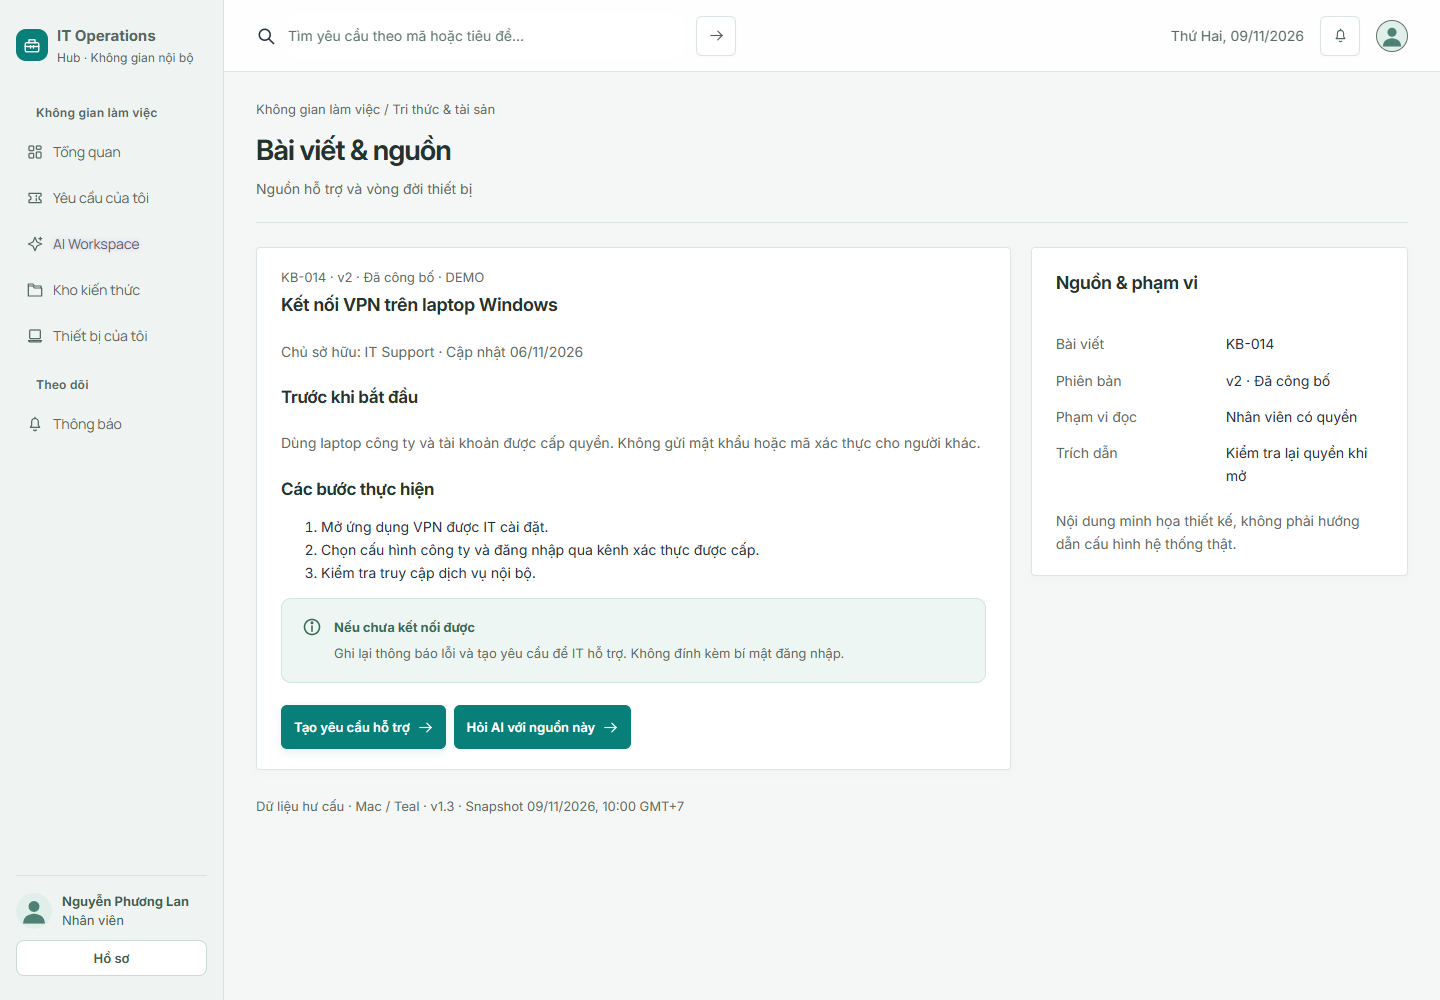 IT Operations
Hub · Không gian nội bộ
Không gian làm việc
Tổng quan
Yêu cầu của tôi
AI Workspace
Kho kiến thức
Thiết bị của tôi
Theo dõi
Thông báo
Nguyễn Phương Lan
Nhân viên
Hồ sơ
Tìm yêu cầu theo mã hoặc tiêu đề...
Thứ Hai, 09/11/2026
Không gian làm việc / Tri thức & tài sản
Bài viết & nguồn
Nguồn hỗ trợ và vòng đời thiết bị
KB-014 · v2 · Đã công bố · DEMO
Kết nối VPN trên laptop Windows
Chủ sở hữu: IT Support · Cập nhật 06/11/2026
Trước khi bắt đầu
Dùng laptop công ty và tài khoản được cấp quyền. Không gửi mật khẩu hoặc mã xác thực cho người khác.
Các bước thực hiện
1. Mở ứng dụng VPN được IT cài đặt.
2. Chọn cấu hình công ty và đăng nhập qua kênh xác thực được cấp.
3. Kiểm tra truy cập dịch vụ nội bộ.
Nếu chưa kết nối được
Ghi lại thông báo lỗi và tạo yêu cầu để IT hỗ trợ. Không đính kèm bí mật đăng nhập.
Tạo yêu cầu hỗ trợ
Hỏi AI với nguồn này
Nguồn & phạm vi
Bài viết KB-014
Phiên bản v2 · Đã công bố
Phạm vi đọc Nhân viên có quyền
Trích dẫn Kiểm tra lại quyền khi
mở
Nội dung minh họa thiết kế, không phải hướng
dẫn cấu hình hệ thống thật.
Dữ liệu hư cấu · Mac / Teal · v1.3 · Snapshot 09/11/2026, 10:00 GMT+7